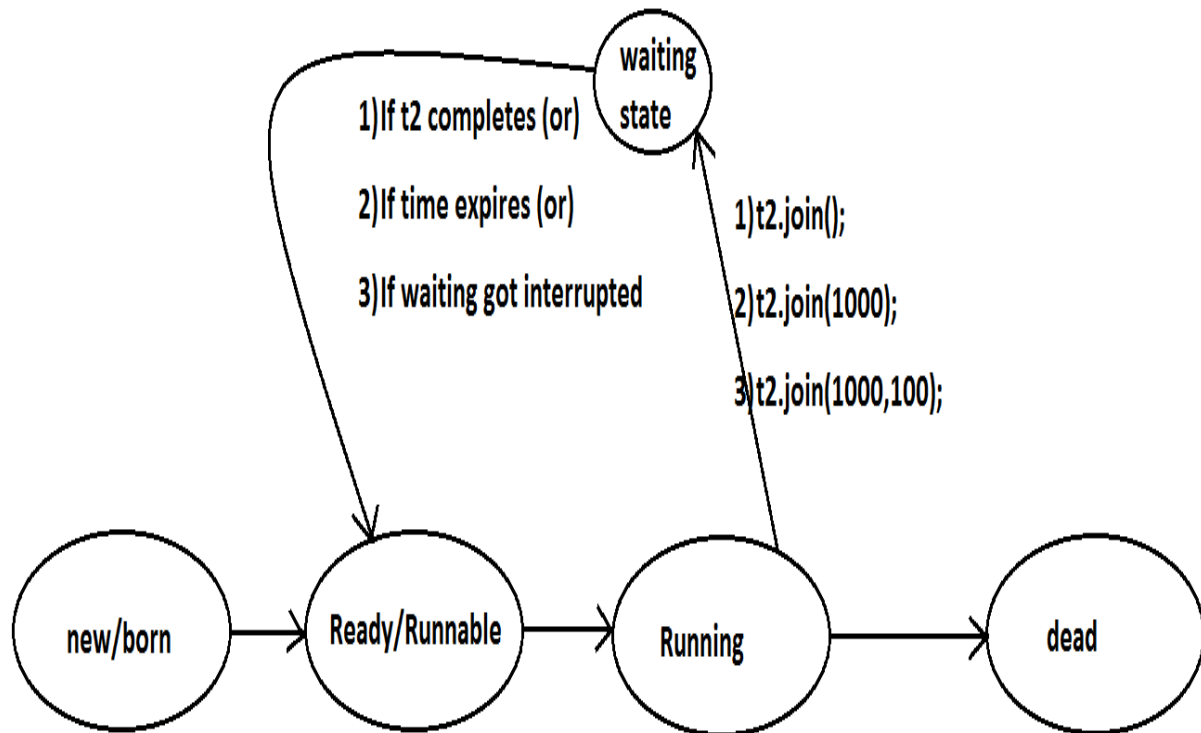 waiting
state
1)If t2 completes (or)
2)If time expires (or)
3)If waiting got interrupted
1)t2.join();
2)t2.join(1000);
3)t2.join(1000,100);
new/born
Ready/Runnable
Running
dead